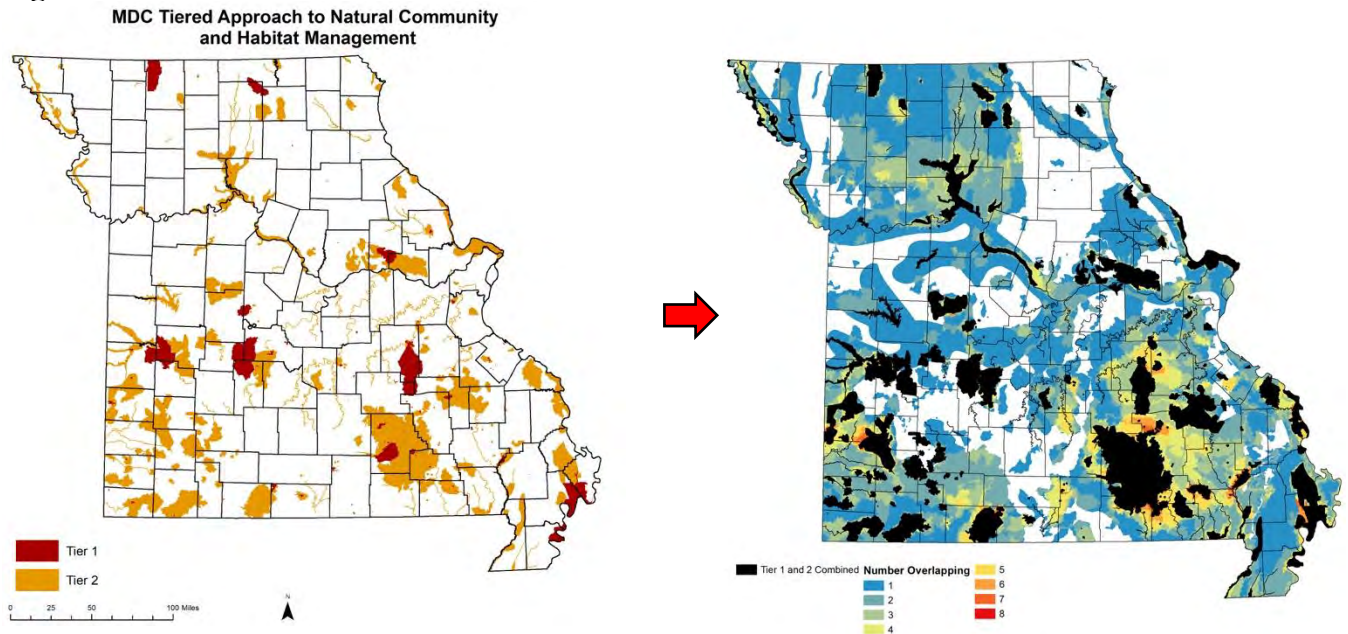 MDC Tiered Approach to Natural Community
and Habitat Management
Tier 1
Tier 2
0 25 50 100 Miles
N
Tier 1 and 2 Combined
Number Overlapping
1
2
3
4
5
6
7
8